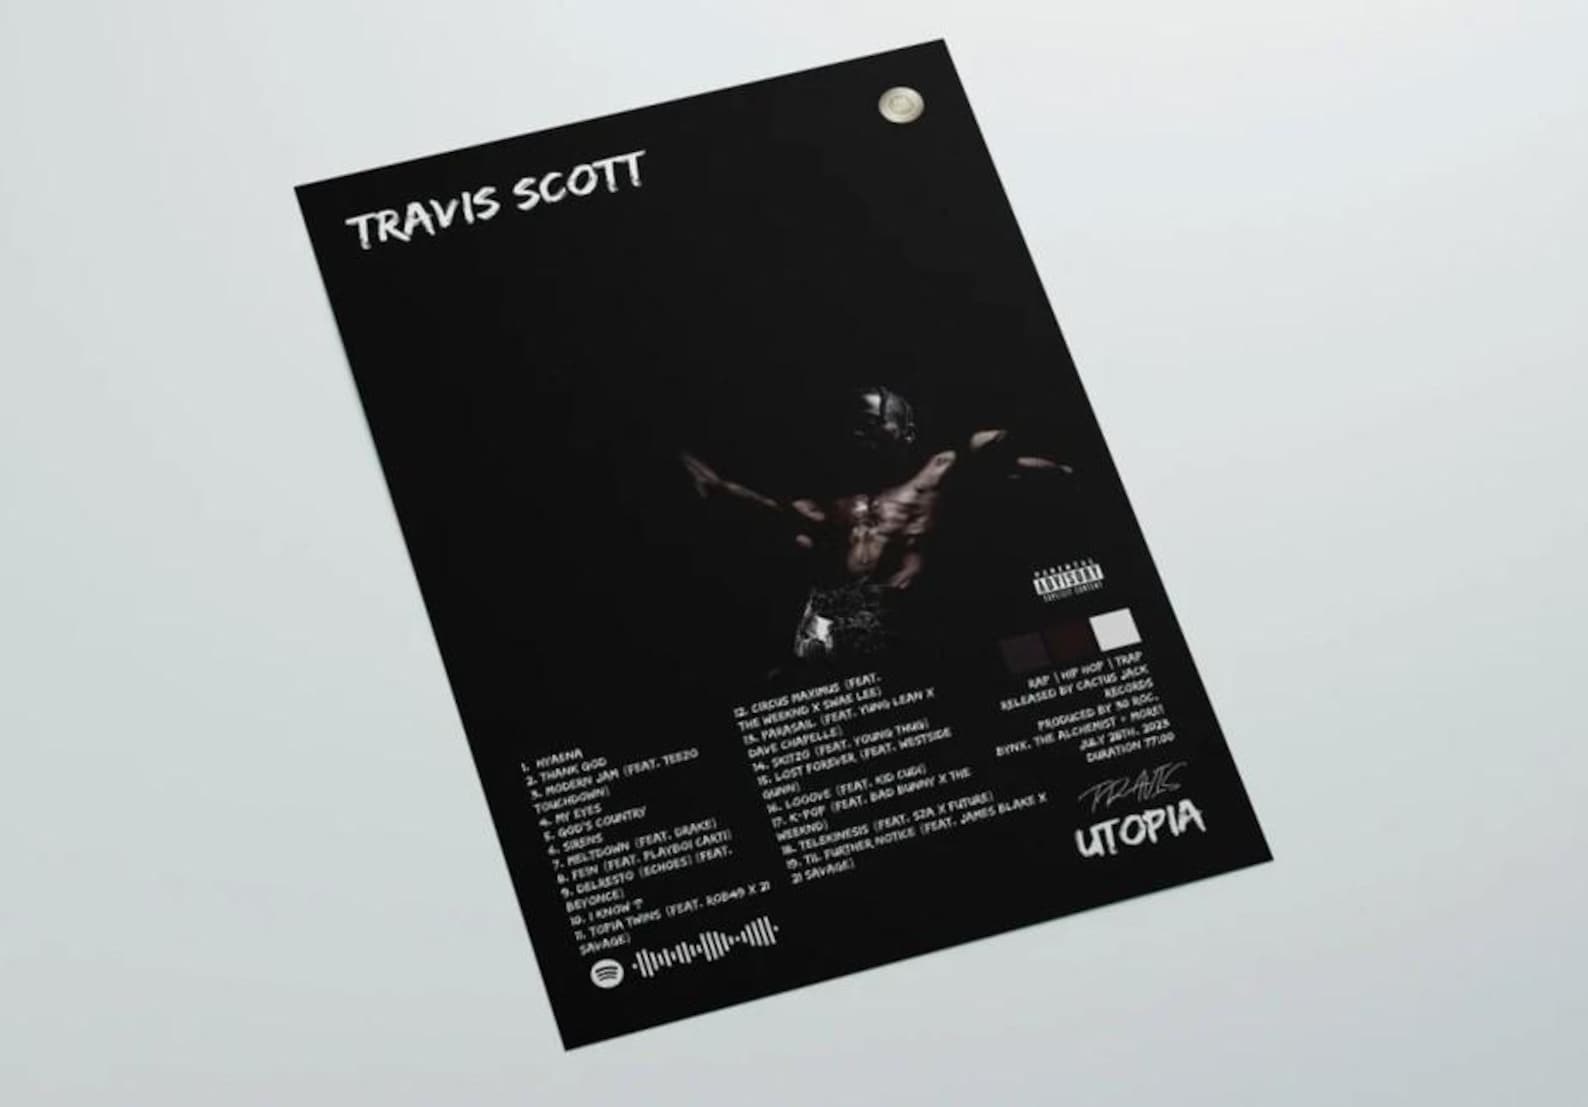 TRAVIS SCOTT
PARENTAL
ADVISORY
EXPLICIT CONTENT
1. HYAENA
2. THANK GOD
3. MODERN JAM (FEAT. TEEZO
TOUCHDOWN)
4. MY EYES
5. GOD'S COUNTRY
6. SIRENS
7. MELTDOWN (FEAT. DRAKE)
8. FEIN (FEAT. PLAYBOI CARTI)
9. DELRESTO (ECHOES) (FEAT.
BEYONCE)
10. I KNOW ?
11. TOPIA TWINS (FEAT. ROB49 X 21
SAVAGE)
12. CIRCUS MAXIMUS (FEAT.
THE WEEKND X SWAE LEE)
13. PARASAIL (FEAT. YUNG LEAN X
DAVE CHAPELLE)
14. SKITZO (FEAT. YOUNG THUG)
15. LOST FOREVER (FEAT. WESTSIDE
GUNN)
16. LOOOVE (FEAT. KID CUDI)
17. K-POP (FEAT. BAD BUNNY X THE
WEEKND)
18. TELEKINESIS (FEAT. SZA X FUTURE)
19. TIL FURTHER NOTICE (FEAT. JAMES BLAKE X
21 SAVAGE)
RAP | HIP HOP | TRAP
RELEASED BY CACTUS JACK
RECORDS
PRODUCED BY 30 ROC,
BYNX, THE ALCHEMIST + MORE!
JULY 28TH, 2023
DURATION 77:00
TRAVIS
UTOPIA